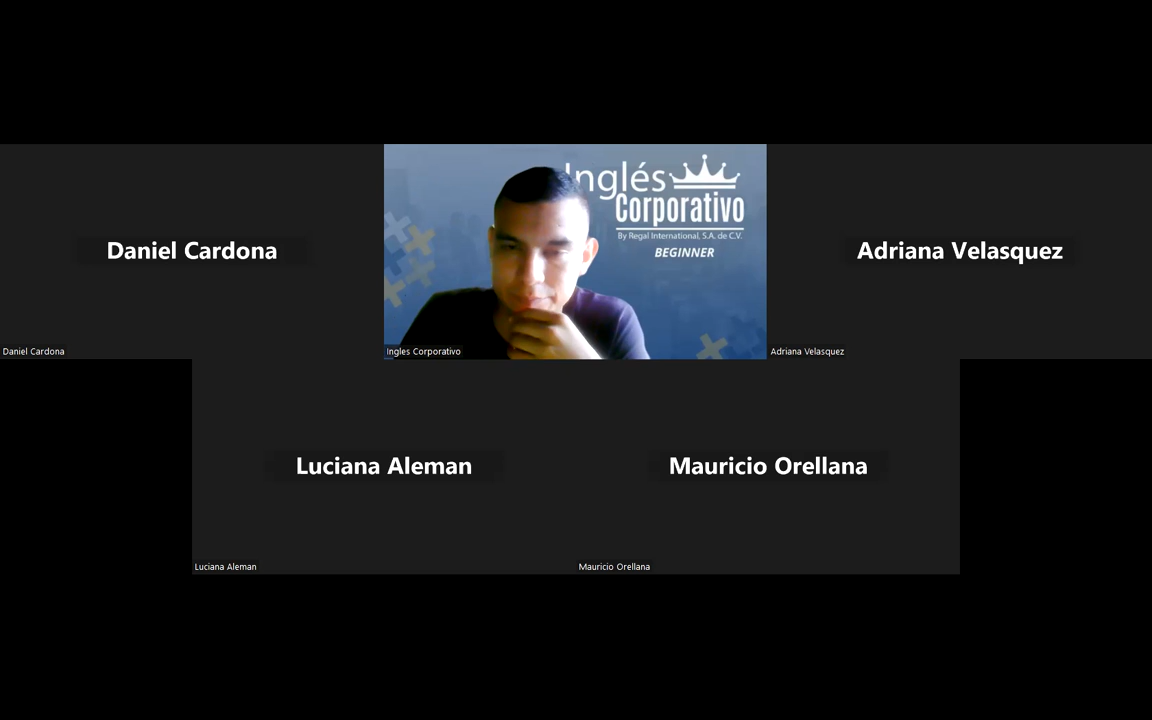 Inglés
Corporativo
By Regal International, S.A. de C.V.
BEGINNER
Daniel Cardona
Adriana Velasquez
Daniel Cardona
Ingles Corporativo
Adriana Velasquez
Luciana Aleman
Mauricio Orellana
Luciana Aleman
Mauricio Orellana